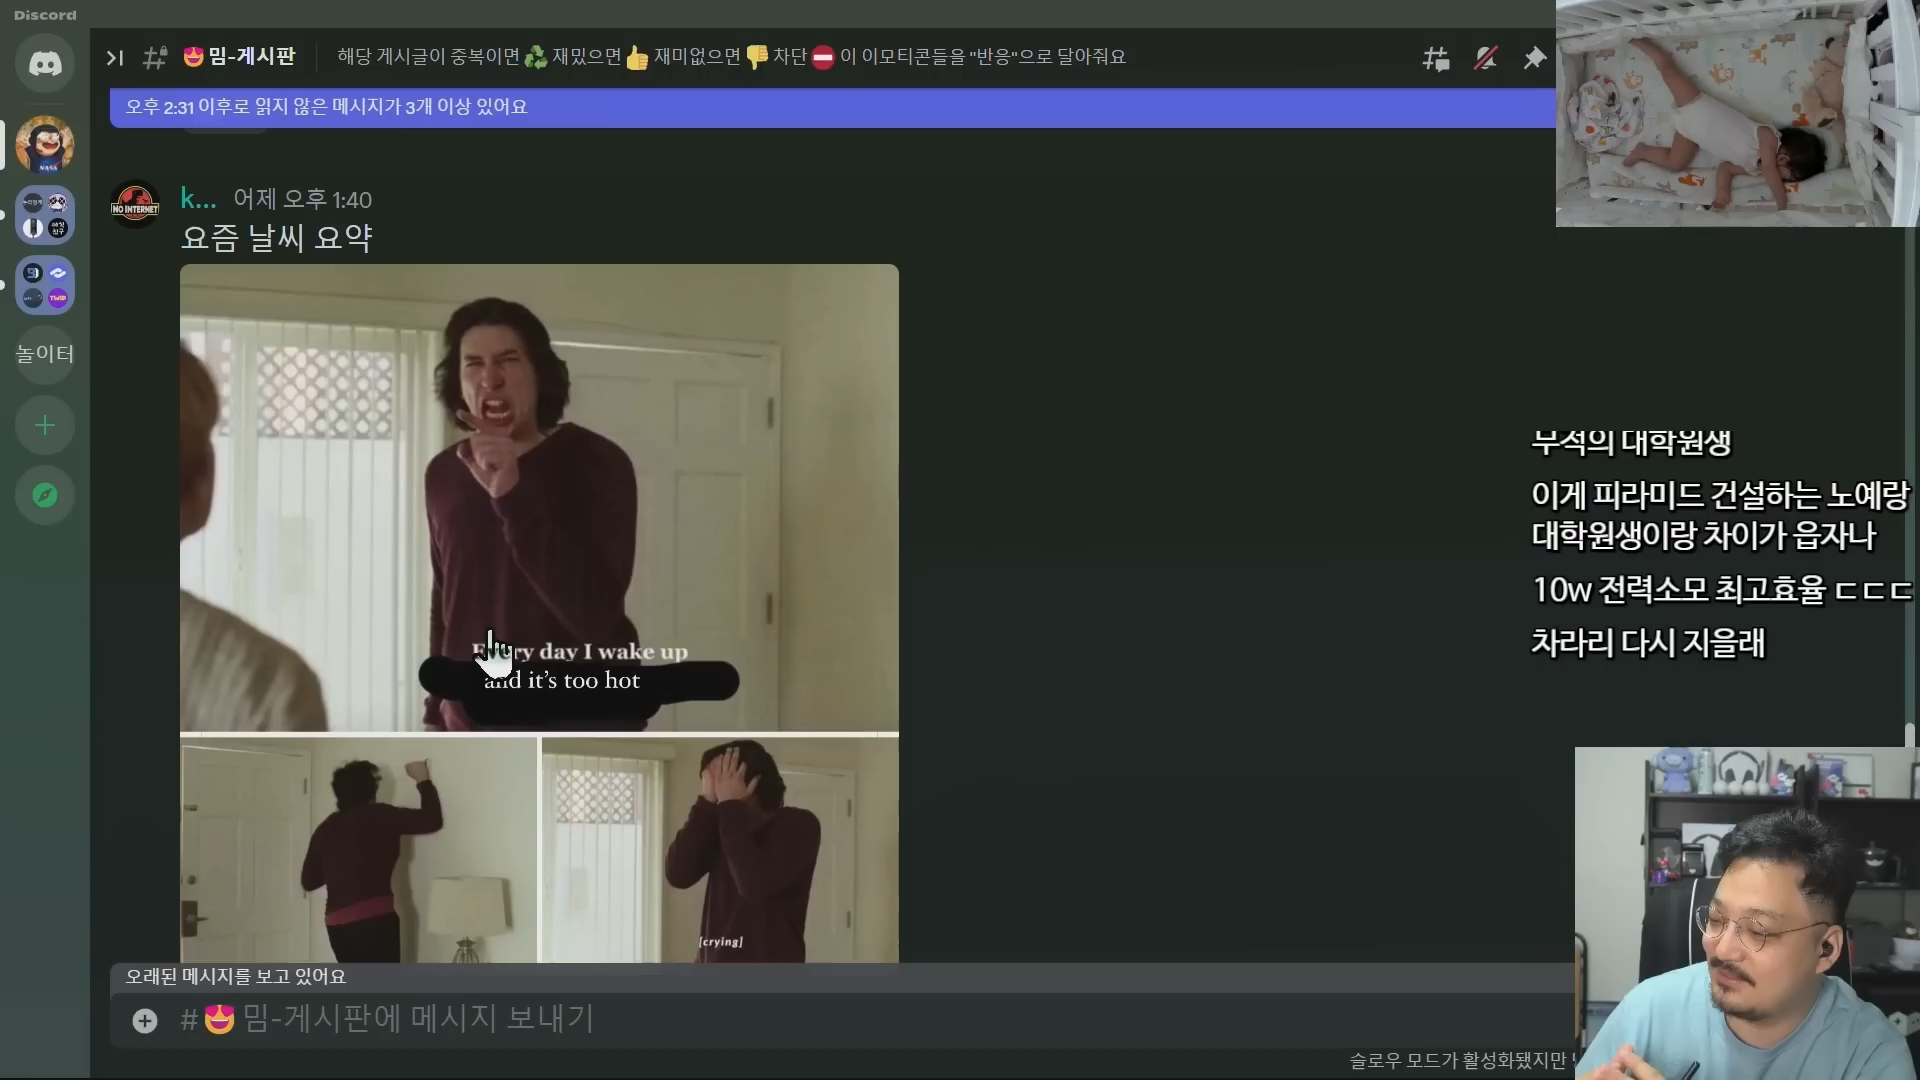 Discord
밈-게시판
해당 게시글이 중복이면 ♻ 재밌으면 👍 재미없으면 👎 차단 ⛔ 이 이모티콘들을 "반응"으로 달아줘요
오후 2:31 이후로 읽지 않은 메시지가 3개 이상 있어요
NASA
NO INTERNET
k... 어제 오후 1:40
요즘 날씨 요약
놀이터
Every day I wake up
and it's too hot
[crying]
무적의 대학원생
이게 피라미드 건설하는 노예랑
대학원생이랑 차이가 읍자나
10w 전력소모 최고효율 ㄷㄷㄷ
차라리 다시 지을래
오래된 메시지를 보고 있어요
#😍 밈-게시판에 메시지 보내기
슬로우 모드가 활성화됐지만